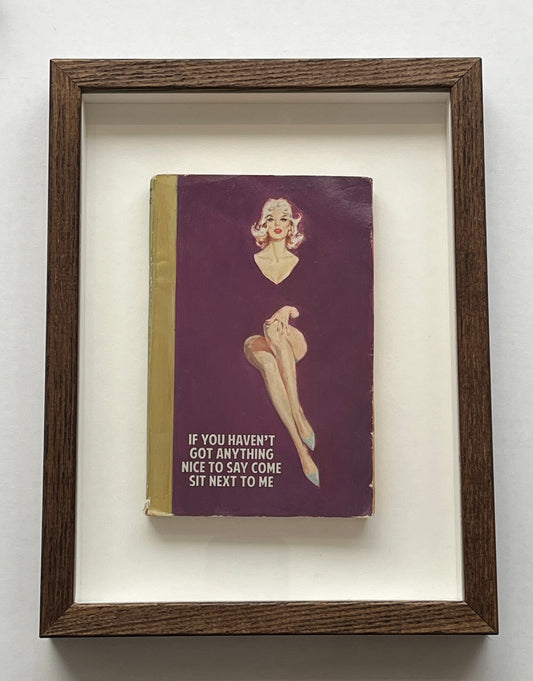 IF YOU HAVEN'T
GOT ANYTHING
NICE TO SAY COME
SIT NEXT TO ME